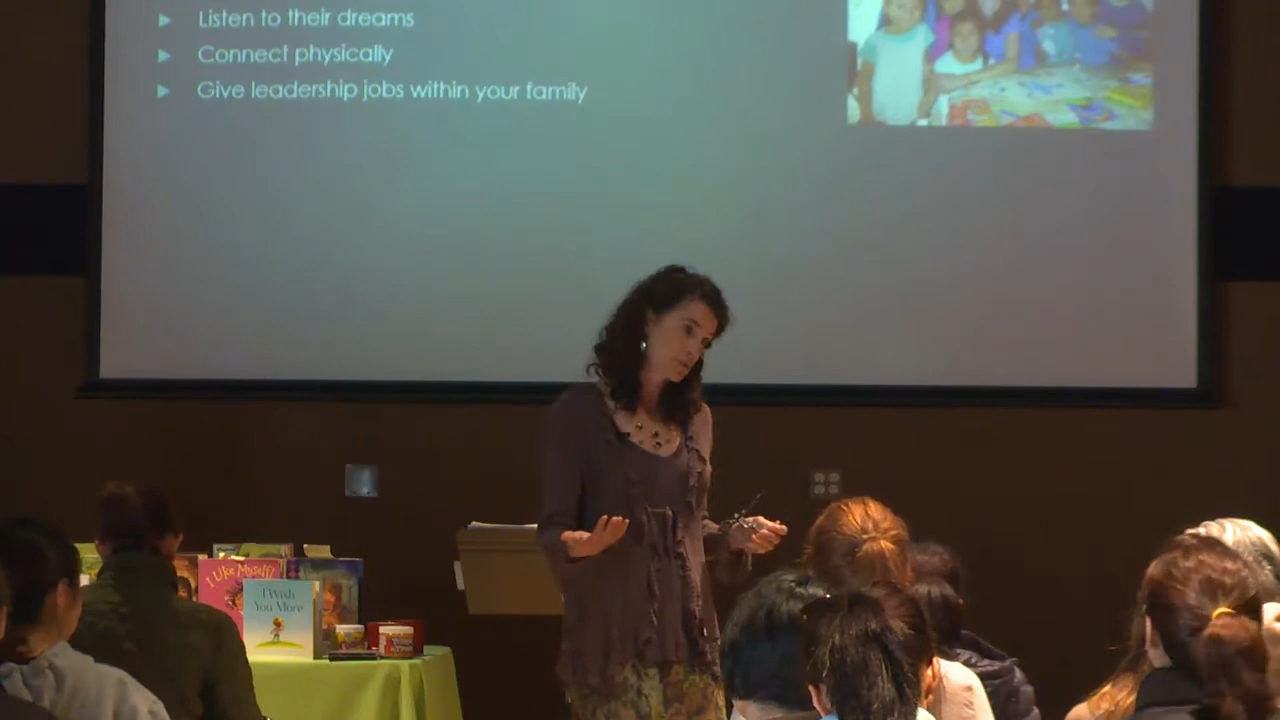 Listen to their dreams
Connect physically
Give leadership jobs within your family
I Like Myself!
I Wish
You More